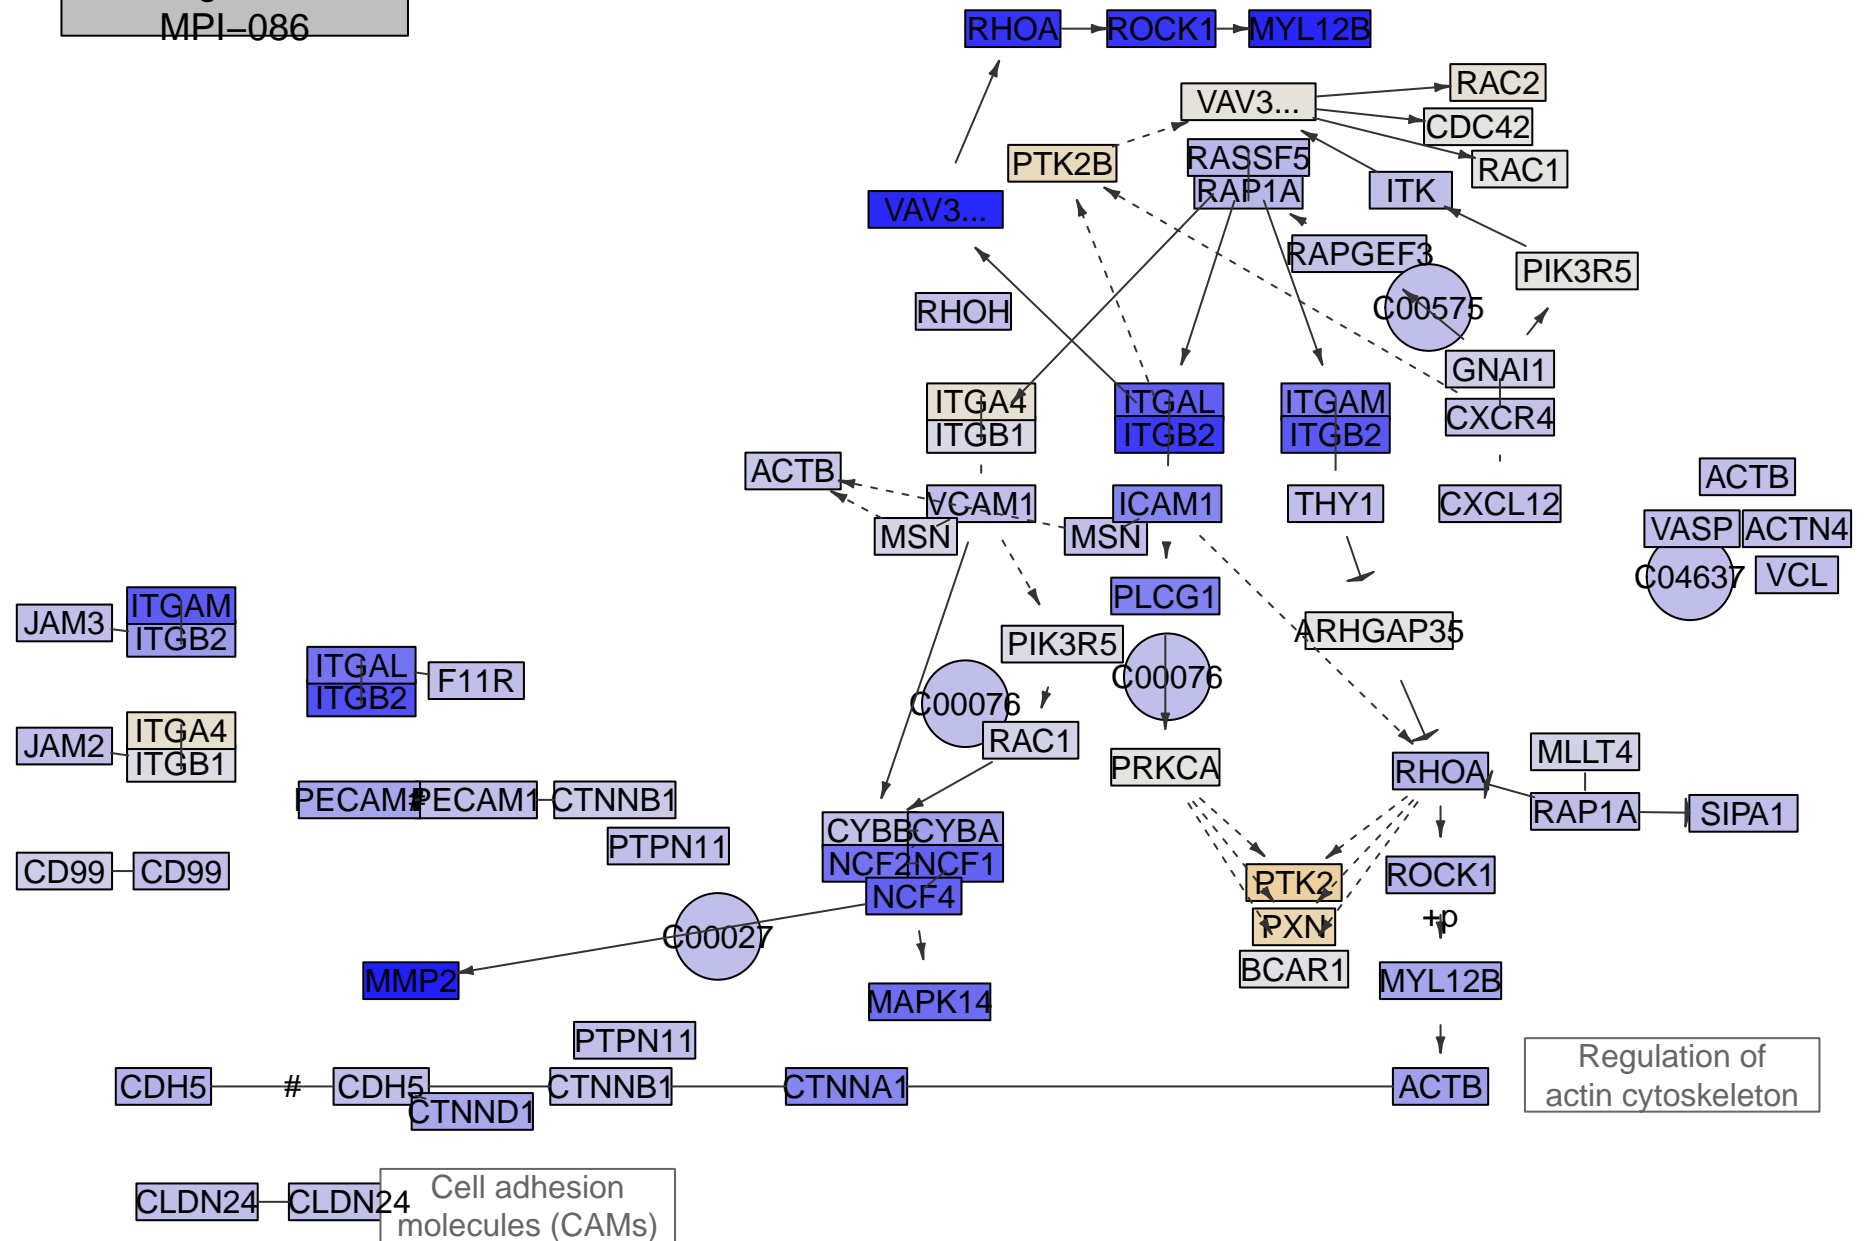 MPI−086
RHOA
ROCK1
MYL12B
VAV3...
RAC2
CDC42
RAC1
PTK2B
RASSF5
RAP1A
ITK
VAV3...
RAPGEF3
PIK3R5
C00575
RHOH
GNAI1
CXCR4
ITGA4
ITGB1
ITGAL
ITGB2
ITGAM
ITGB2
ACTB
VCAM1
MSN
ICAM1
MSN
THY1
CXCL12
ACTB
VASP
ACTN4
C04637
VCL
JAM3
ITGAM
ITGB2
PLCG1
ARHGAP35
PIK3R5
C00076
C00076
RAC1
ITGAL
ITGB2
F11R
JAM2
ITGA4
ITGB1
PRKCA
RHOA
MLLT4
RAP1A
SIPA1
PECAM1
#
PECAM1
CTNNB1
PTPN11
CYBB
CYBA
NCF2
NCF1
NCF4
CD99
CD99
PTK2
PXN
BCAR1
ROCK1
+p
C00027
MMP2
MAPK14
MYL12B
PTPN11
CDH5
#
CDH5
CTNND1
CTNNB1
CTNNA1
ACTB
Regulation of
actin cytoskeleton
CLDN24
CLDN24
Cell adhesion
molecules (CAMs)